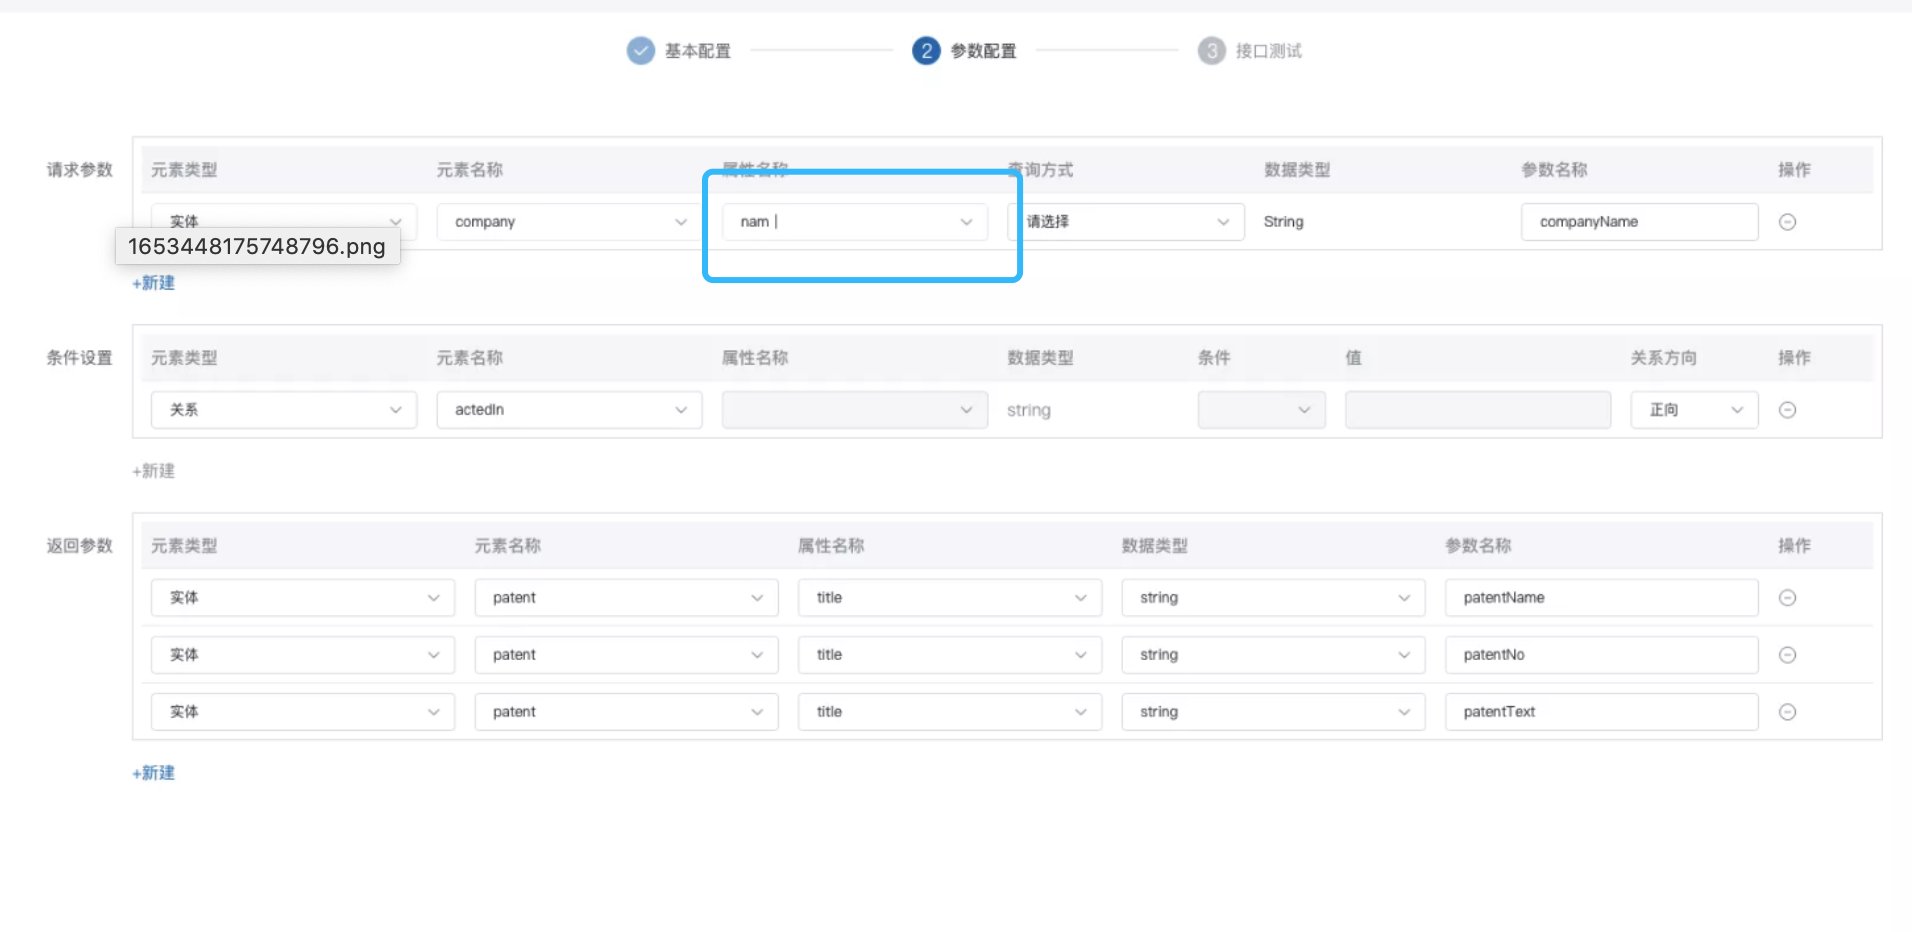 基本配置 2 参数配置 3 接口测试
请求参数 元素类型 元素名称 属性名称 查询方式 数据类型 参数名称 操作
实体 company nam | 请选择 String companyName
1653448175748796.png
+新建
条件设置 元素类型 元素名称 属性名称 数据类型 条件 值 关系方向 操作
关系 actedIn string 正向
+新建
返回参数 元素类型 元素名称 属性名称 数据类型 参数名称 操作
实体 patent title string patentName
实体 patent title string patentNo
实体 patent title string patentText
+新建